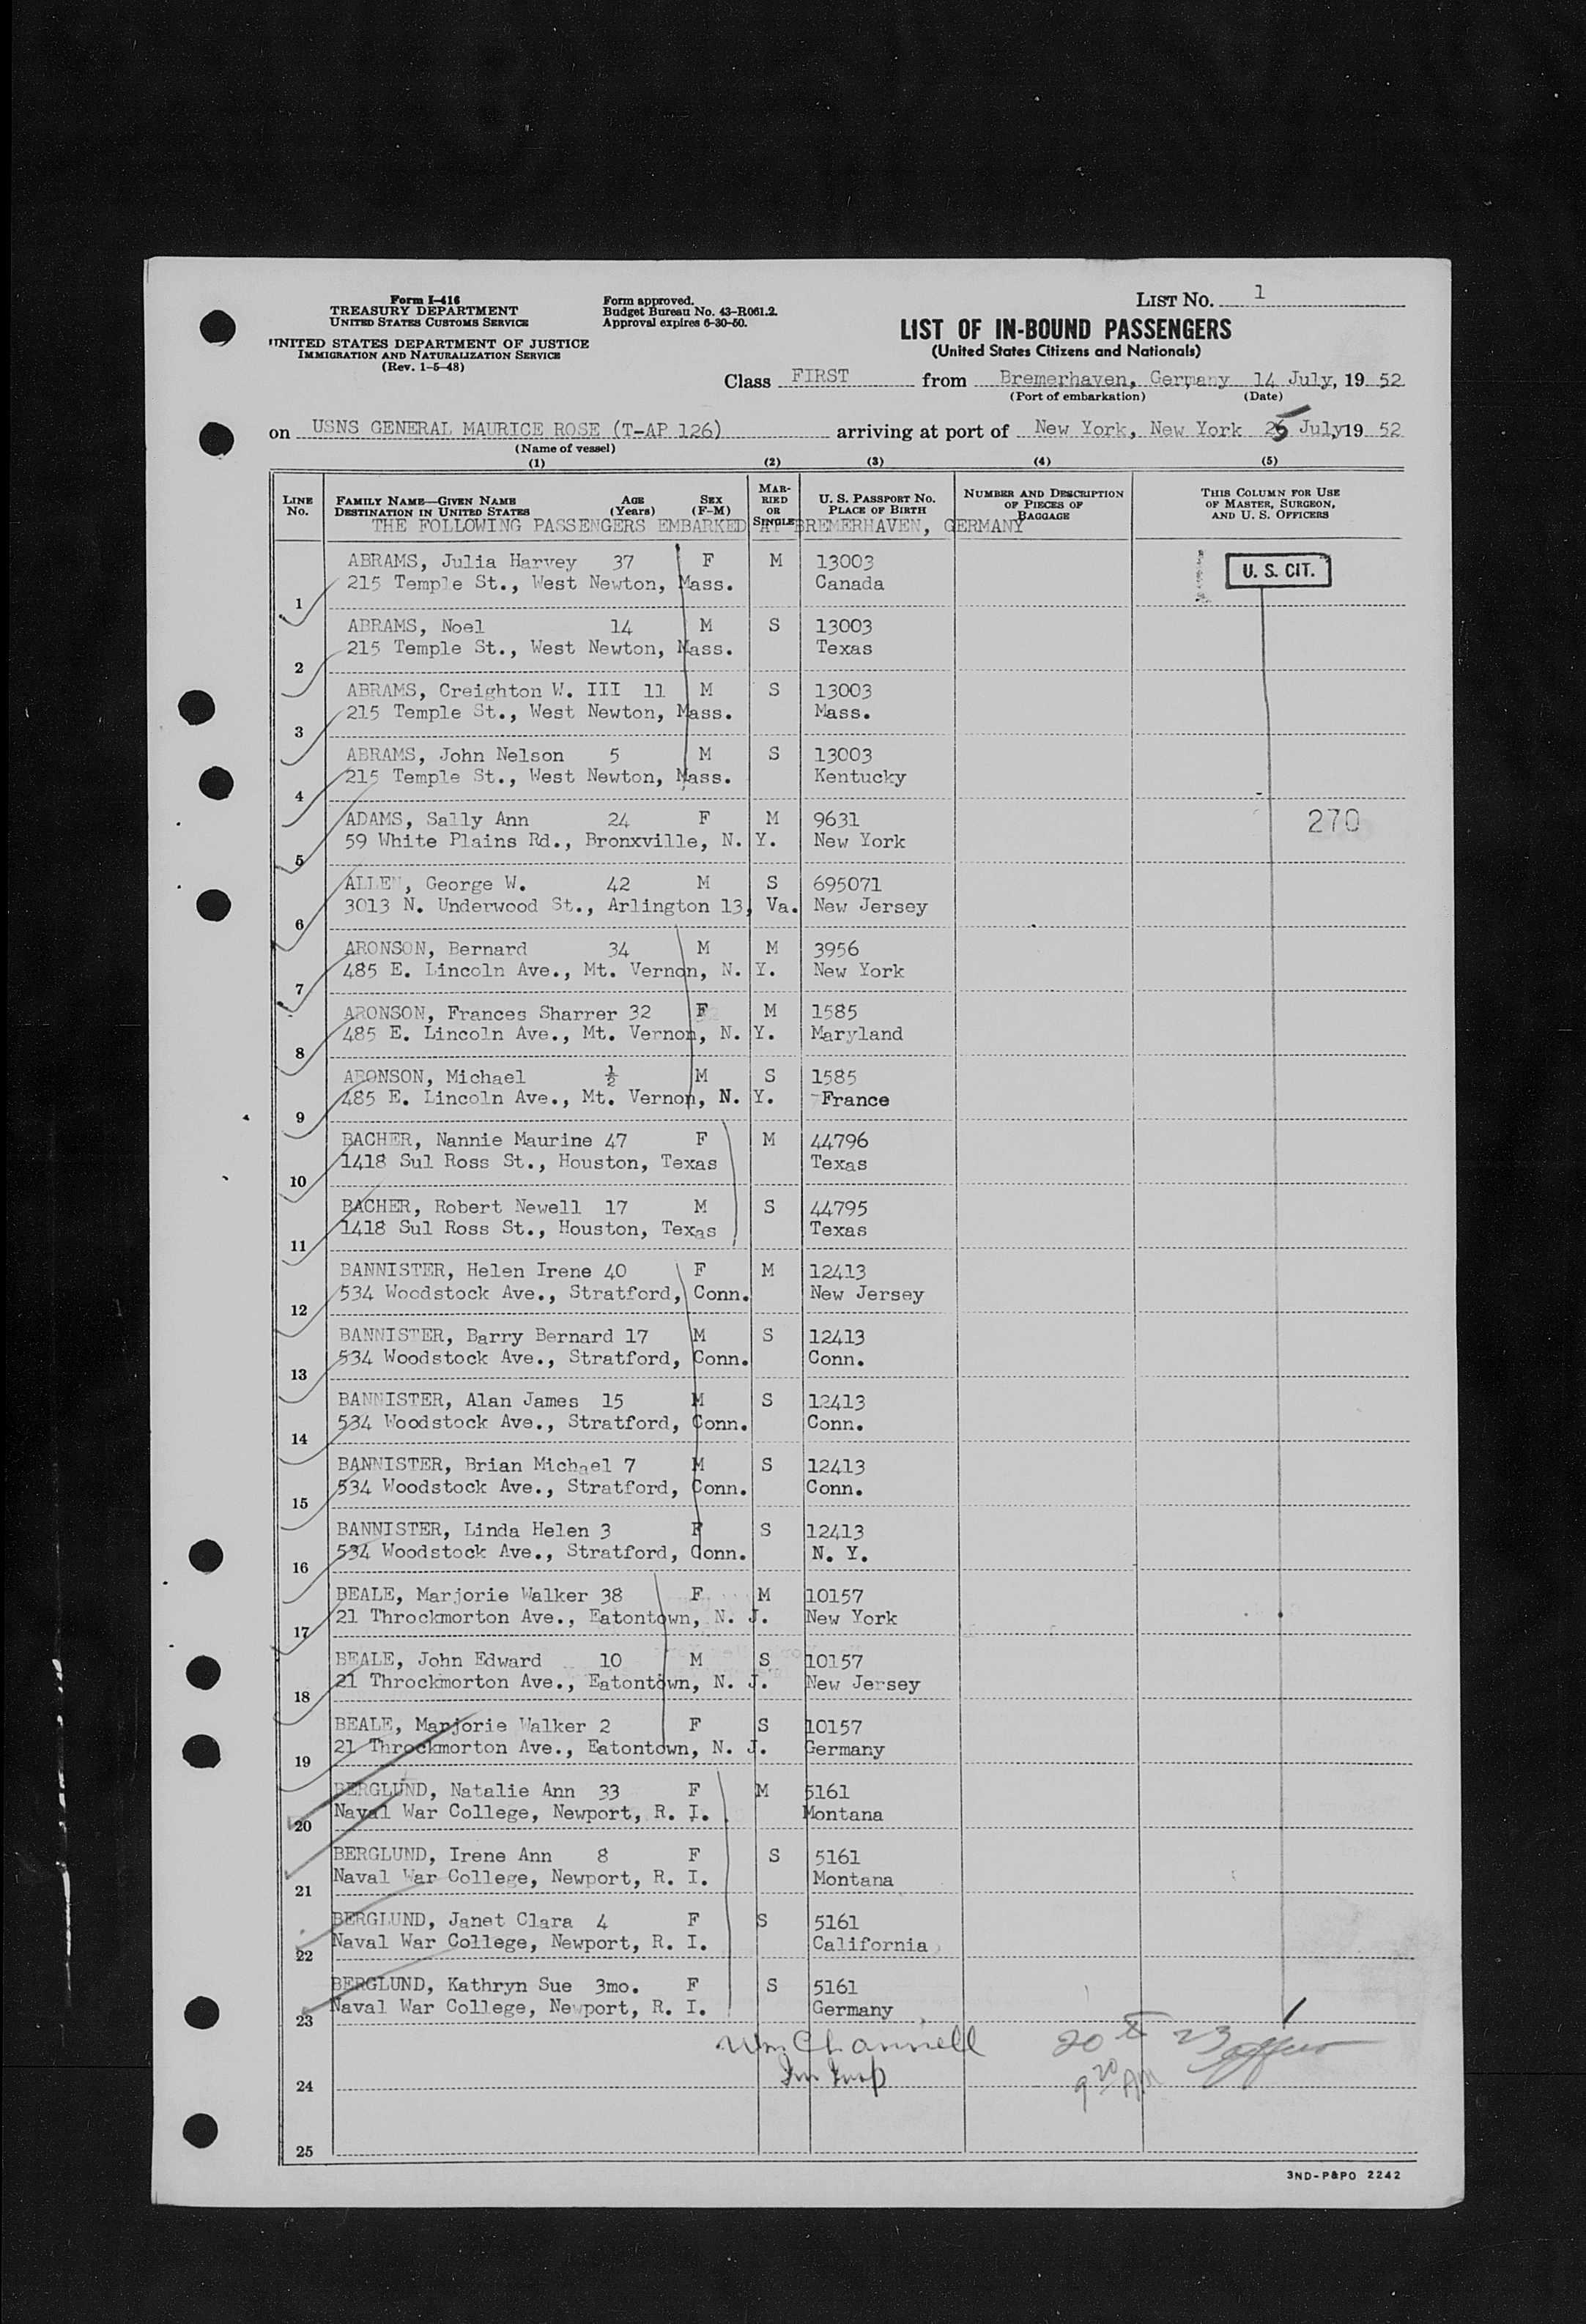 Form I-416
TREASURY DEPARTMENT
UNITED STATES CUSTOMS SERVICE
UNITED STATES DEPARTMENT OF JUSTICE
IMMIGRATION AND NATURALIZATION SERVICE
(Rev. 1-5-48)
Form approved.
Budget Bureau No. 43-R061.2.
Approval expires 6-30-50.
LIST No. 1
LIST OF IN-BOUND PASSENGERS
(United States Citizens and Nationals)
Class FIRST from Bremerhaven, Germany 14 July, 19 52
(Port of embarkation) (Date)
on USNS GENERAL MAURICE ROSE (T-AP 126) arriving at port of New York, New York 25 July 19 52
(Name of vessel)
(1) (2) (3) (4) (5)
LINE No. FAMILY NAME—GIVEN NAME DESTINATION IN UNITED STATES AGE (Years) SEX (F-M) MARRIED OR SINGLE U. S. PASSPORT No. PLACE OF BIRTH NUMBER AND DESCRIPTION OF PIECES OF BAGGAGE THIS COLUMN FOR USE OF MASTER, SURGEON, AND U. S. OFFICERS
THE FOLLOWING PASSENGERS EMBARKED AT BREMERHAVEN, GERMANY
ABRAMS, Julia Harvey 37 F M 13003 U. S. CIT.
1 215 Temple St., West Newton, Mass. Canada
ABRAMS, Noel 14 M S 13003
2 215 Temple St., West Newton, Mass. Texas
ABRAMS, Creighton W. III 11 M S 13003
3 215 Temple St., West Newton, Mass. Mass.
ABRAMS, John Nelson 5 M S 13003
4 215 Temple St., West Newton, Mass. Kentucky
ADAMS, Sally Ann 24 F M 9631 270
5 59 White Plains Rd., Bronxville, N. Y. New York
ALLEN, George W. 42 M S 695071
6 3013 N. Underwood St., Arlington 13, Va. New Jersey
ARONSON, Bernard 34 M M 3956
7 485 E. Lincoln Ave., Mt. Vernon, N. Y. New York
ARONSON, Frances Sharrer 32 F M 1585
8 485 E. Lincoln Ave., Mt. Vernon, N. Y. Maryland
ARONSON, Michael ½ M S 1585
9 485 E. Lincoln Ave., Mt. Vernon, N. Y. France
BACHER, Nannie Maurine 47 F M 44796
10 1418 Sul Ross St., Houston, Texas Texas
BACHER, Robert Newell 17 M S 44795
11 1418 Sul Ross St., Houston, Texas Texas
BANNISTER, Helen Irene 40 F M 12413
12 534 Woodstock Ave., Stratford, Conn. New Jersey
BANNISTER, Barry Bernard 17 M S 12413
13 534 Woodstock Ave., Stratford, Conn. Conn.
BANNISTER, Alan James 15 M S 12413
14 534 Woodstock Ave., Stratford, Conn. Conn.
BANNISTER, Brian Michael 7 M S 12413
15 534 Woodstock Ave., Stratford, Conn. Conn.
BANNISTER, Linda Helen 3 F S 12413
16 534 Woodstock Ave., Stratford, Conn. N. Y.
BEALE, Marjorie Walker 38 F M 10157
17 21 Throckmorton Ave., Eatontown, N. J. New York
BEALE, John Edward 10 M S 10157
18 21 Throckmorton Ave., Eatontown, N. J. New Jersey
BEALE, Marjorie Walker 2 F S 10157
19 21 Throckmorton Ave., Eatontown, N. J. Germany
BERGLUND, Natalie Ann 33 F M 5161
20 Naval War College, Newport, R. I. Montana
BERGLUND, Irene Ann 8 F S 5161
21 Naval War College, Newport, R. I. Montana
BERGLUND, Janet Clara 4 F S 5161
22 Naval War College, Newport, R. I. California
BERGLUND, Kathryn Sue 3mo. F S 5161
23 Naval War College, Newport, R. I. Germany
Wm Channell 20 23
Im Insp 9 20 AM
24
25
3ND-P&PO 2242